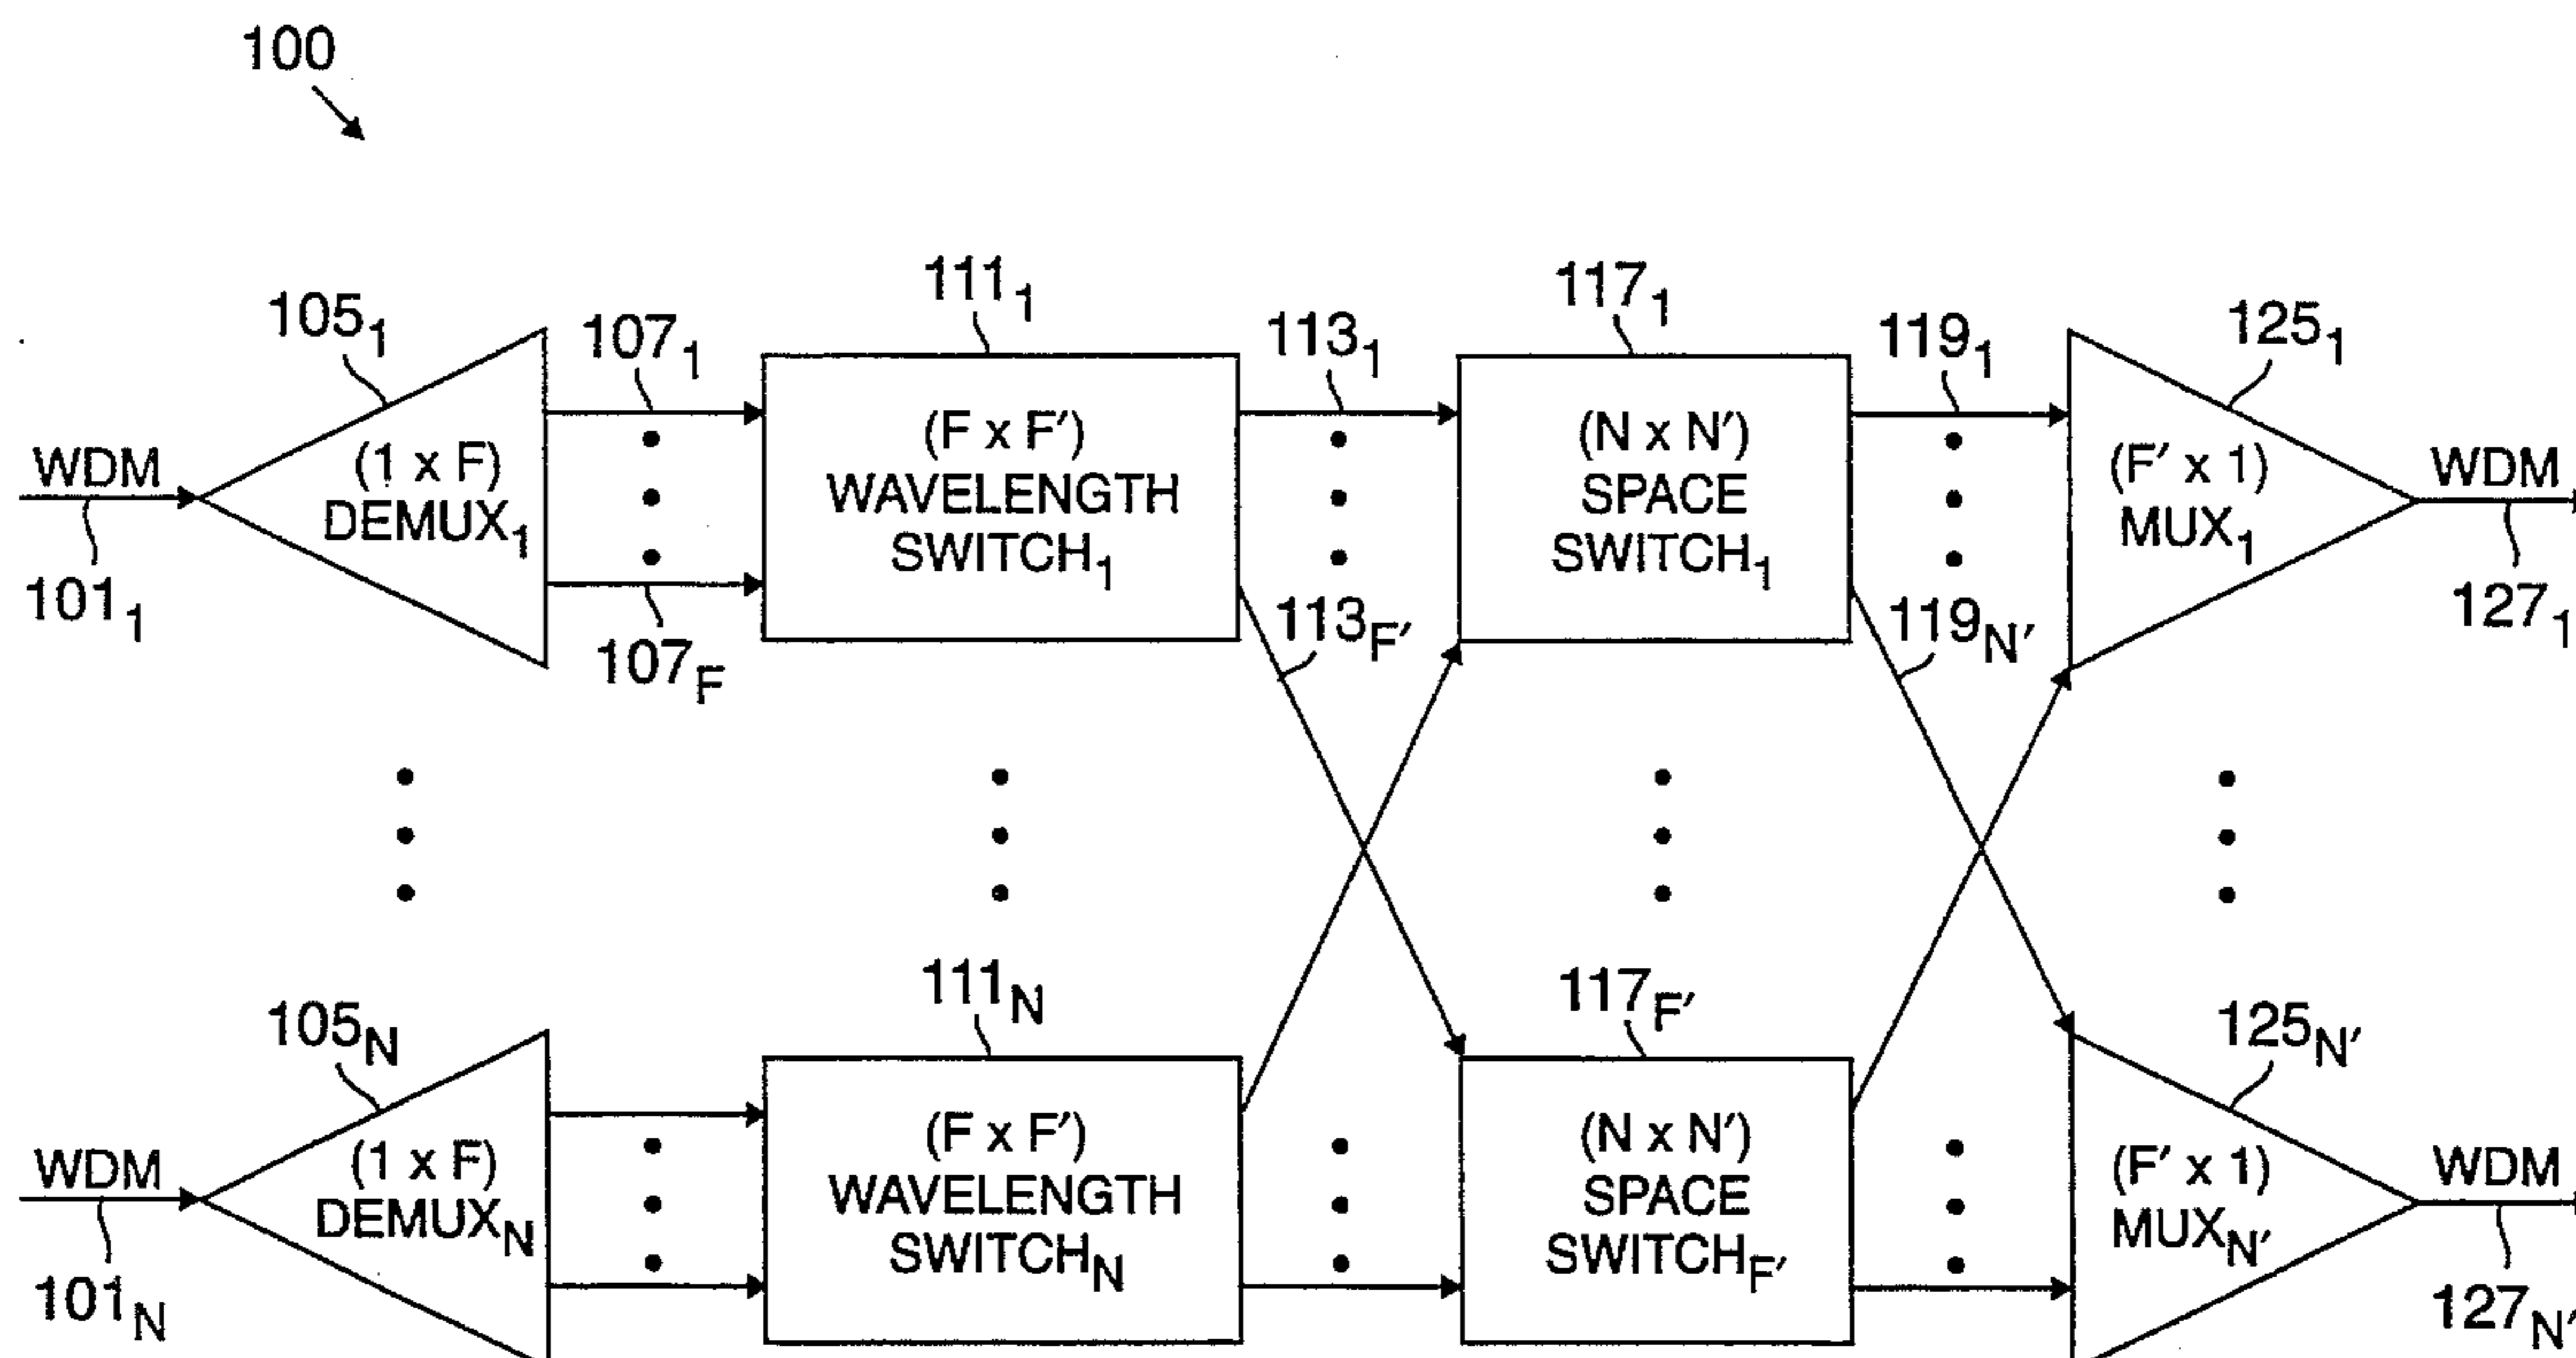 100
105₁
107₁
111₁
113₁
117₁
119₁
125₁
WDM
101₁
(1 x F)
DEMUX₁
107F
(F x F′)
WAVELENGTH
SWITCH₁
113F′
(N x N′)
SPACE
SWITCH₁
119N′
(F′ x 1)
MUX₁
WDM
127₁
105N
111N
117F′
125N′
WDM
101N
(1 x F)
DEMUXN
(F x F′)
WAVELENGTH
SWITCHN
(N x N′)
SPACE
SWITCHF′
(F′ x 1)
MUXN′
WDM
127N′